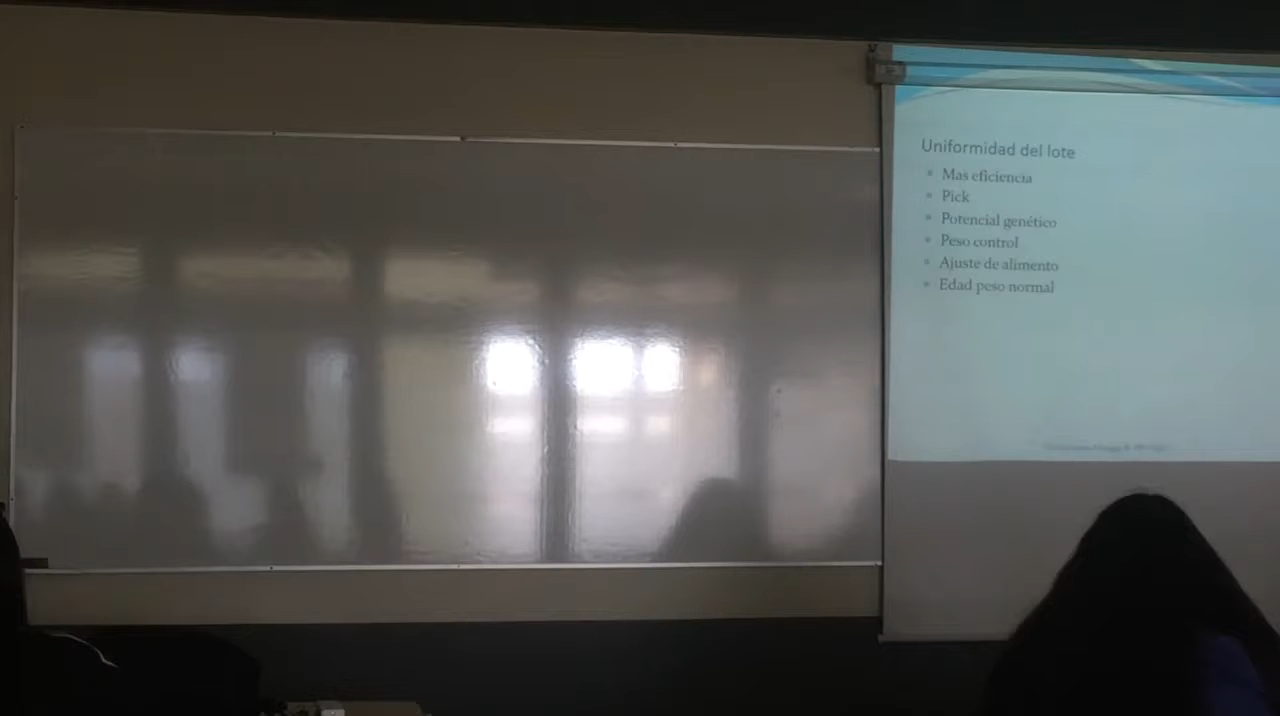 Uniformidad del lote
Mas eficiencia
Pick
Potencial genético
Peso control
Ajuste de alimento
Edad peso normal